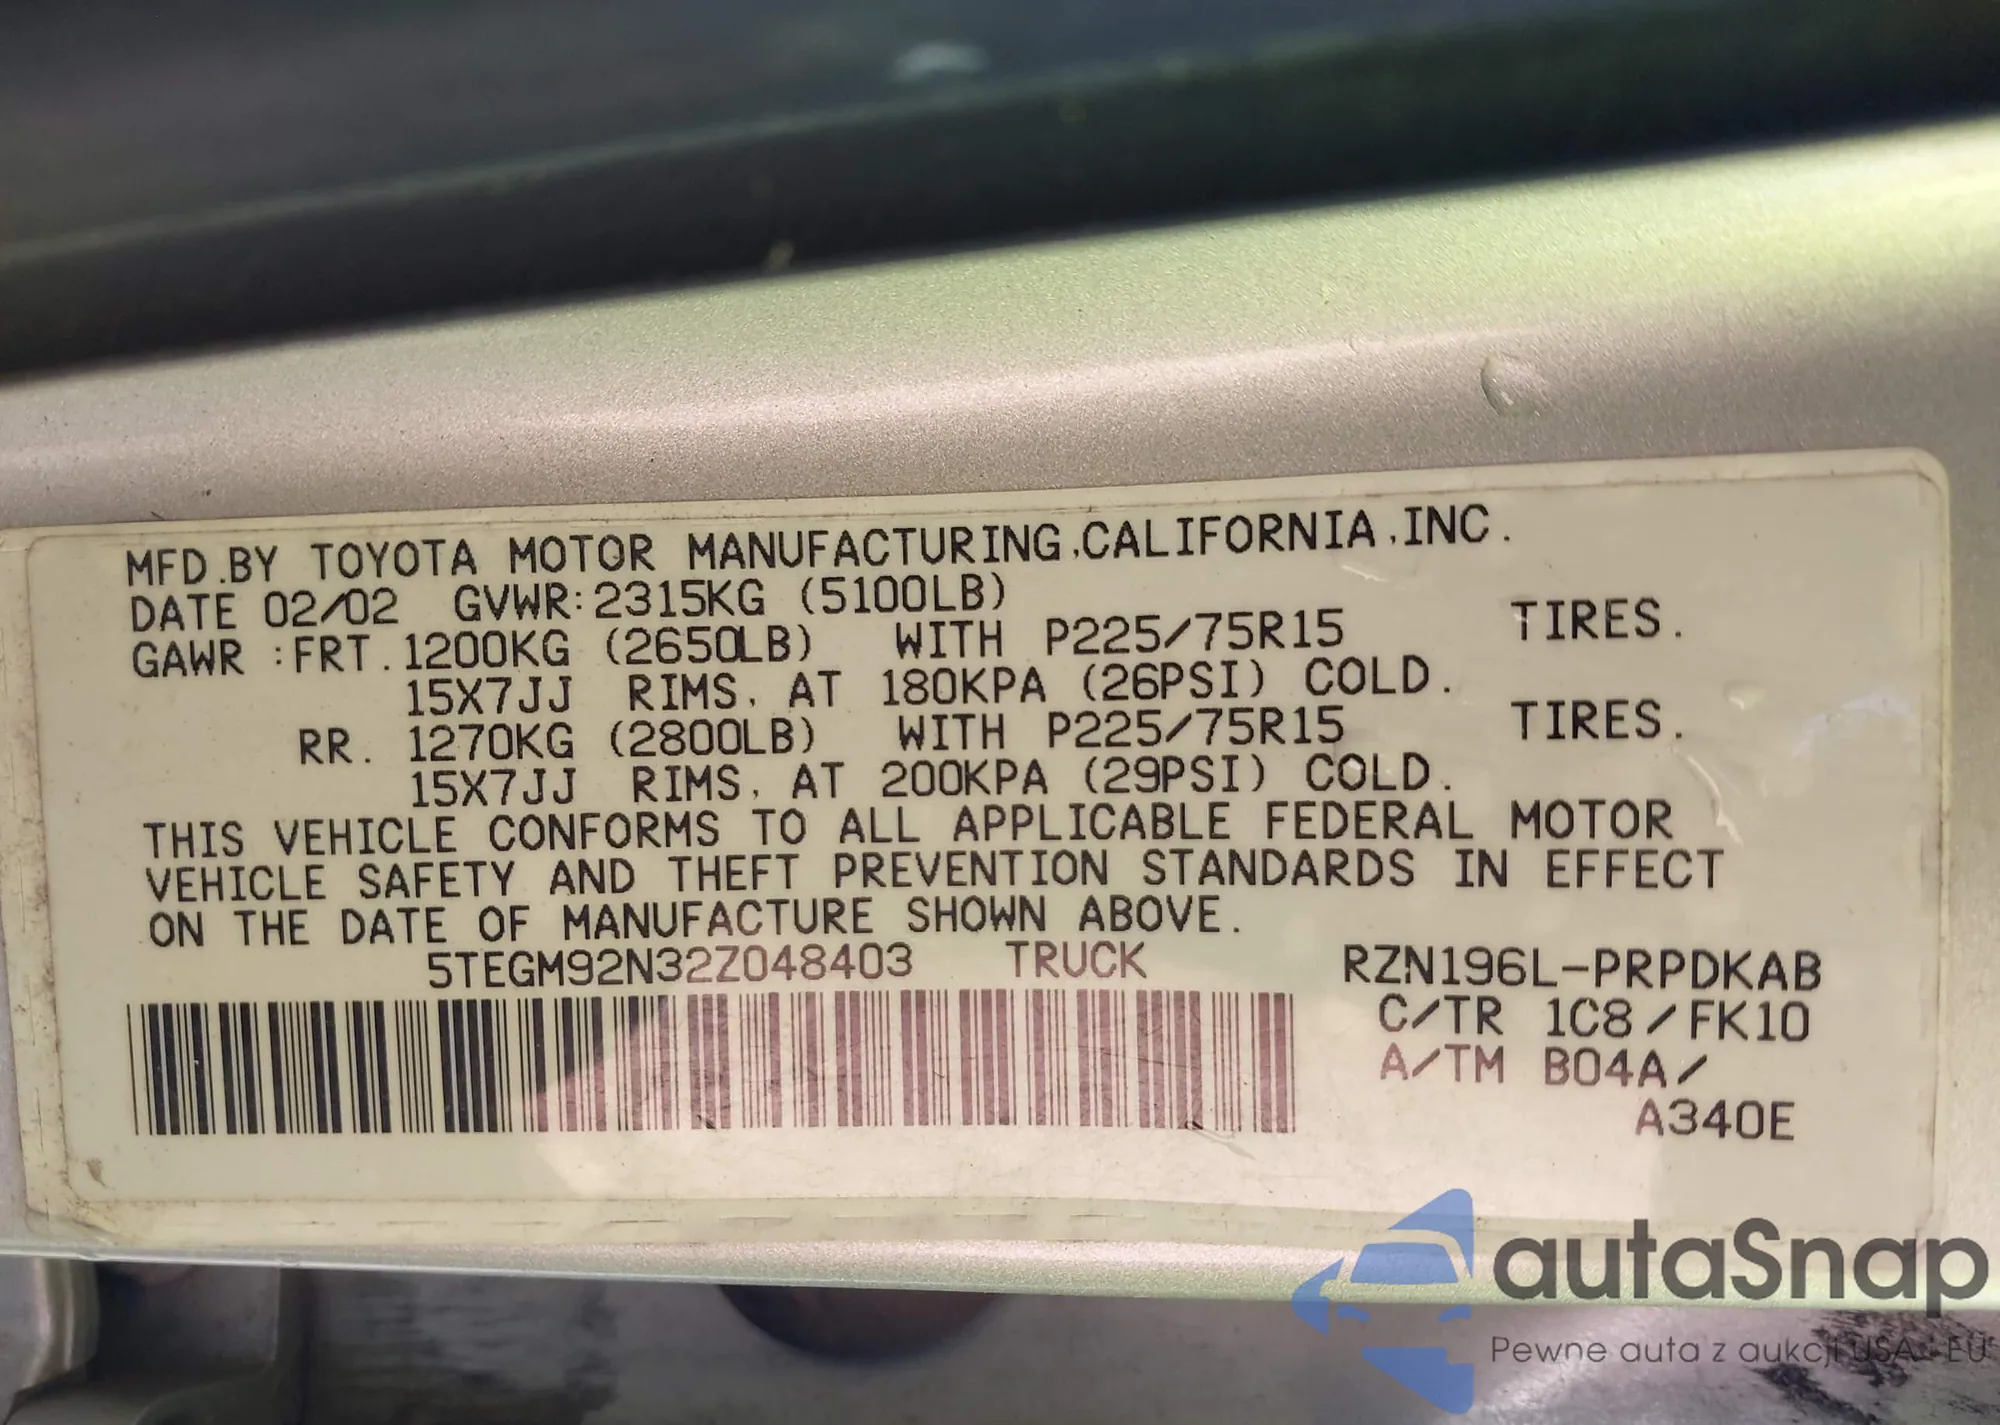 MFD.BY TOYOTA MOTOR MANUFACTURING,CALIFORNIA,INC.
DATE 02/02 GVWR:2315KG (5100LB)
GAWR :FRT. 1200KG (2650LB) WITH P225/75R15 TIRES.
15X7JJ RIMS, AT 180KPA (26PSI) COLD.
RR. 1270KG (2800LB) WITH P225/75R15 TIRES.
15X7JJ RIMS, AT 200KPA (29PSI) COLD.
THIS VEHICLE CONFORMS TO ALL APPLICABLE FEDERAL MOTOR
VEHICLE SAFETY AND THEFT PREVENTION STANDARDS IN EFFECT
ON THE DATE OF MANUFACTURE SHOWN ABOVE.
5TEGM92N32Z048403 TRUCK RZN196L-PRPDKAB
C/TR 1C8/FK10
A/TM B04A/
A340E
autaSnap
Pewne auta z aukcji USA i EU